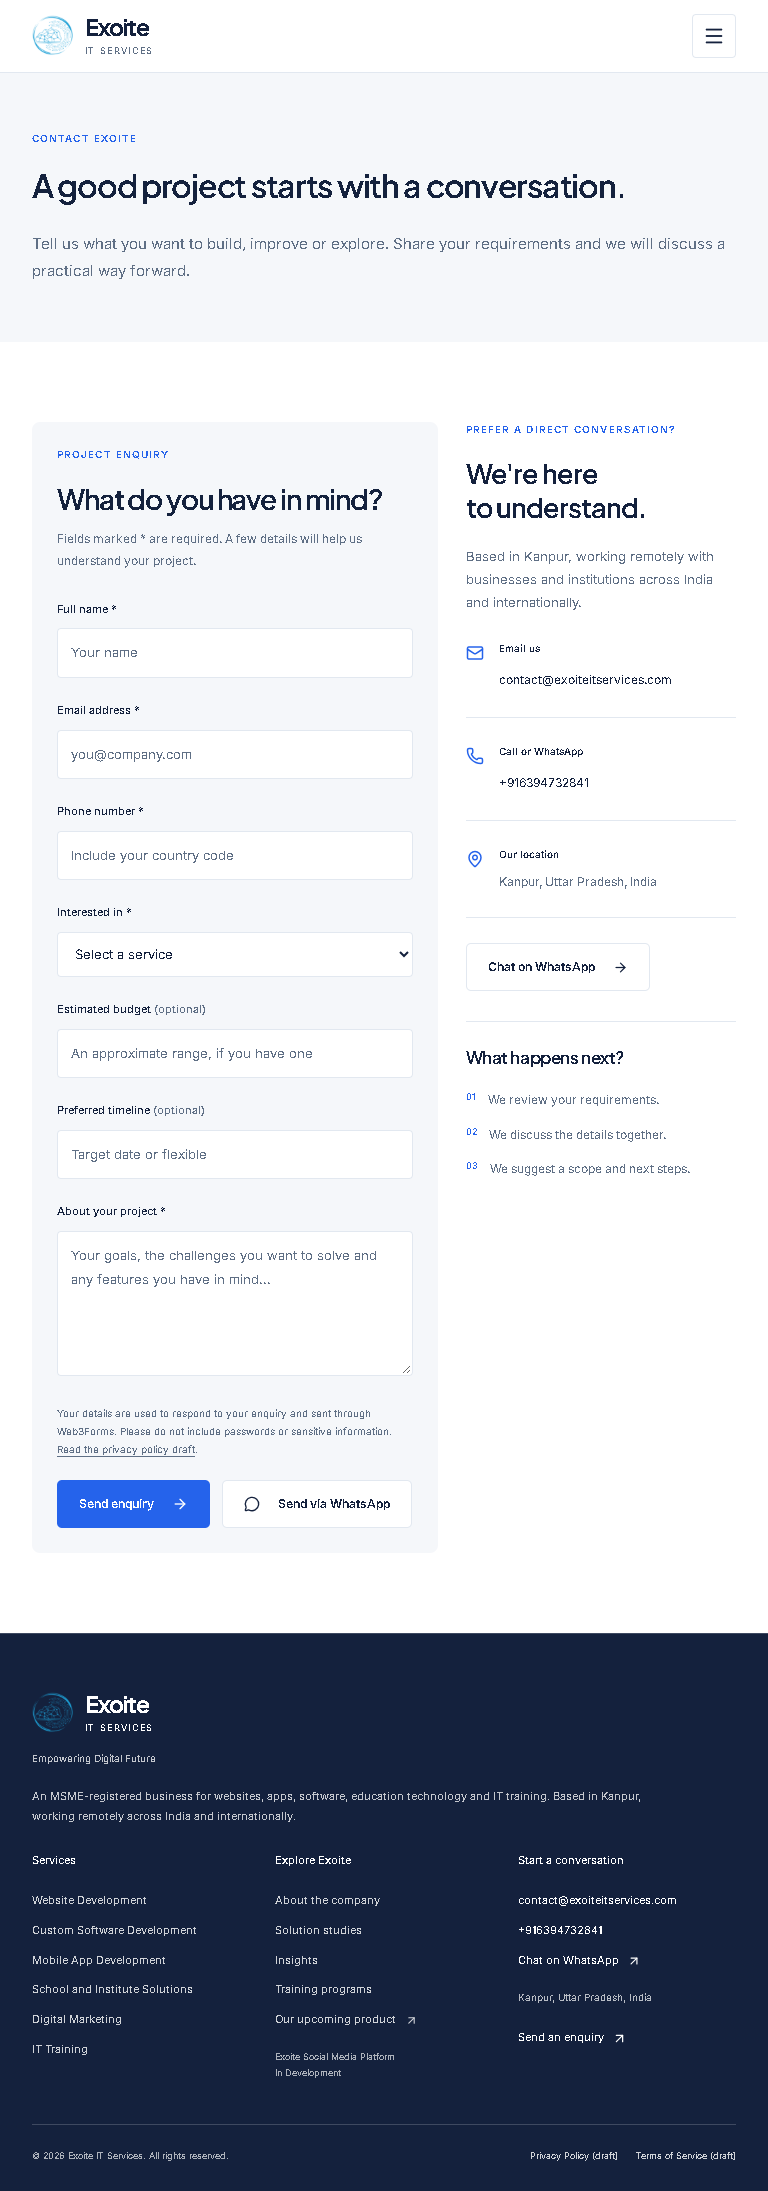 Exoite
IT SERVICES
CONTACT EXOITE
A good project starts with a conversation.
Tell us what you want to build, improve or explore. Share your requirements and we will discuss a
practical way forward.
PROJECT ENQUIRY
What do you have in mind?
Fields marked * are required. A few details will help us
understand your project.
Full name *
Your name
Email address *
you@company.com
Phone number *
Include your country code
Interested in *
Select a service
Estimated budget (optional)
An approximate range, if you have one
Preferred timeline (optional)
Target date or flexible
About your project *
Your goals, the challenges you want to solve and
any features you have in mind...
Your details are used to respond to your enquiry and sent through
Web3Forms. Please do not include passwords or sensitive information.
Read the privacy policy draft.
Send enquiry
Send via WhatsApp
PREFER A DIRECT CONVERSATION?
We're here
to understand.
Based in Kanpur, working remotely with
businesses and institutions across India
and internationally.
Email us
contact@exoiteitservices.com
Call or WhatsApp
+916394732841
Our location
Kanpur, Uttar Pradesh, India
Chat on WhatsApp
What happens next?
01 We review your requirements.
02 We discuss the details together.
03 We suggest a scope and next steps.
Exoite
IT SERVICES
Empowering Digital Future
An MSME-registered business for websites, apps, software, education technology and IT training. Based in Kanpur,
working remotely across India and internationally.
Services
Website Development
Custom Software Development
Mobile App Development
School and Institute Solutions
Digital Marketing
IT Training
Explore Exoite
About the company
Solution studies
Insights
Training programs
Our upcoming product
Exoite Social Media Platform
In Development
Start a conversation
contact@exoiteitservices.com
+916394732841
Chat on WhatsApp
Kanpur, Uttar Pradesh, India
Send an enquiry
© 2026 Exoite IT Services. All rights reserved.
Privacy Policy (draft)
Terms of Service (draft)